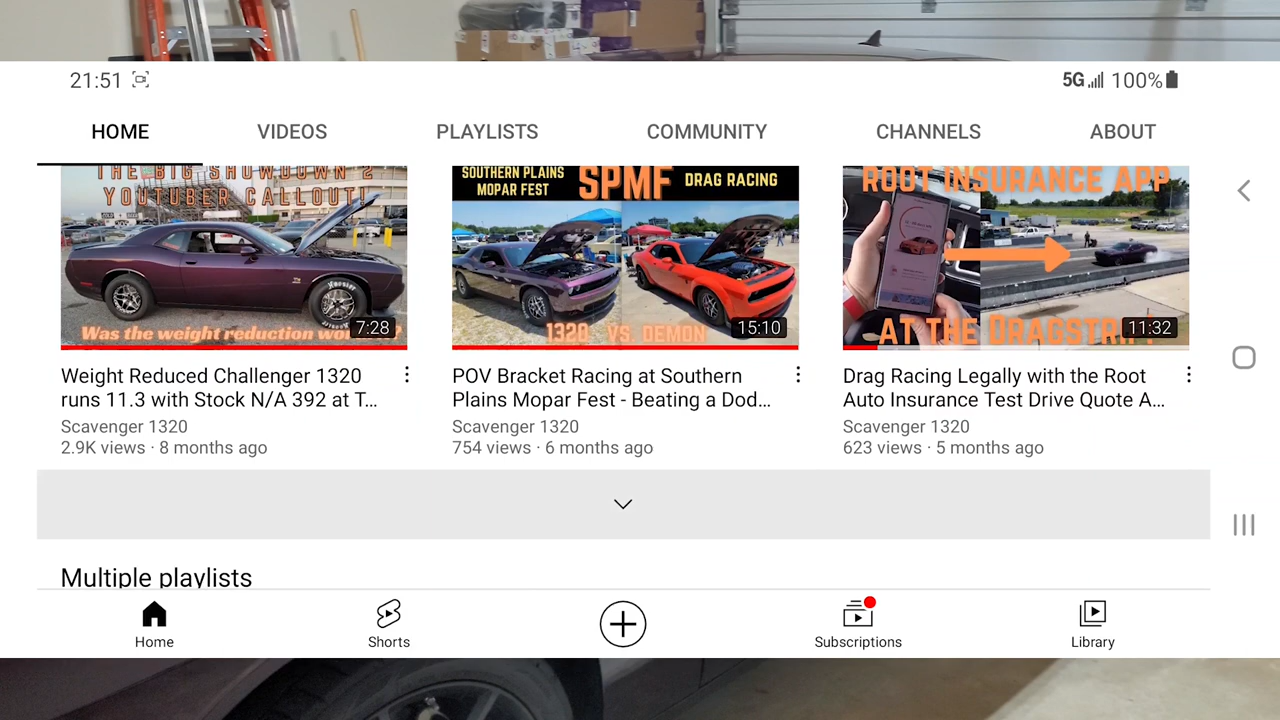 21:51
5G 100%
HOME VIDEOS PLAYLISTS COMMUNITY CHANNELS ABOUT
THE BIG SHOWDOWN 2
YOUTUBER CALLOUT!
Hoosier
Was the weight reduction wo
7:28
SOUTHERN PLAINS
MOPAR FEST
SPMF
DRAG RACING
1320 VS. DEMON
15:10
ROOT INSURANCE APP
AT THE DRAGSTRIP
11:32
Weight Reduced Challenger 1320
runs 11.3 with Stock N/A 392 at T...
Scavenger 1320
2.9K views · 8 months ago
POV Bracket Racing at Southern
Plains Mopar Fest - Beating a Dod...
Scavenger 1320
754 views · 6 months ago
Drag Racing Legally with the Root
Auto Insurance Test Drive Quote A...
Scavenger 1320
623 views · 5 months ago
Multiple playlists
Home Shorts Subscriptions Library